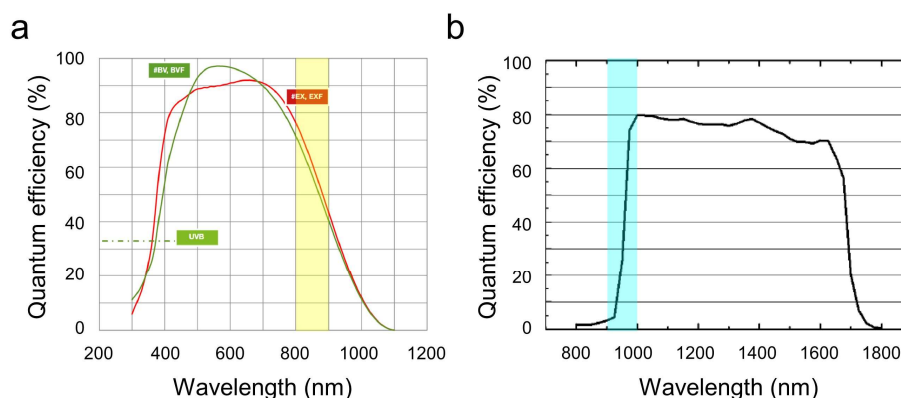 a
Quantum efficiency (%)
100
80
60
40
20
0
#BV, BVF
#EX, EXF
UVB
200 400 600 800 1000 1200
Wavelength (nm)
b
Quantum efficiency (%)
100
80
60
40
20
0
800 1000 1200 1400 1600 1800
Wavelength (nm)